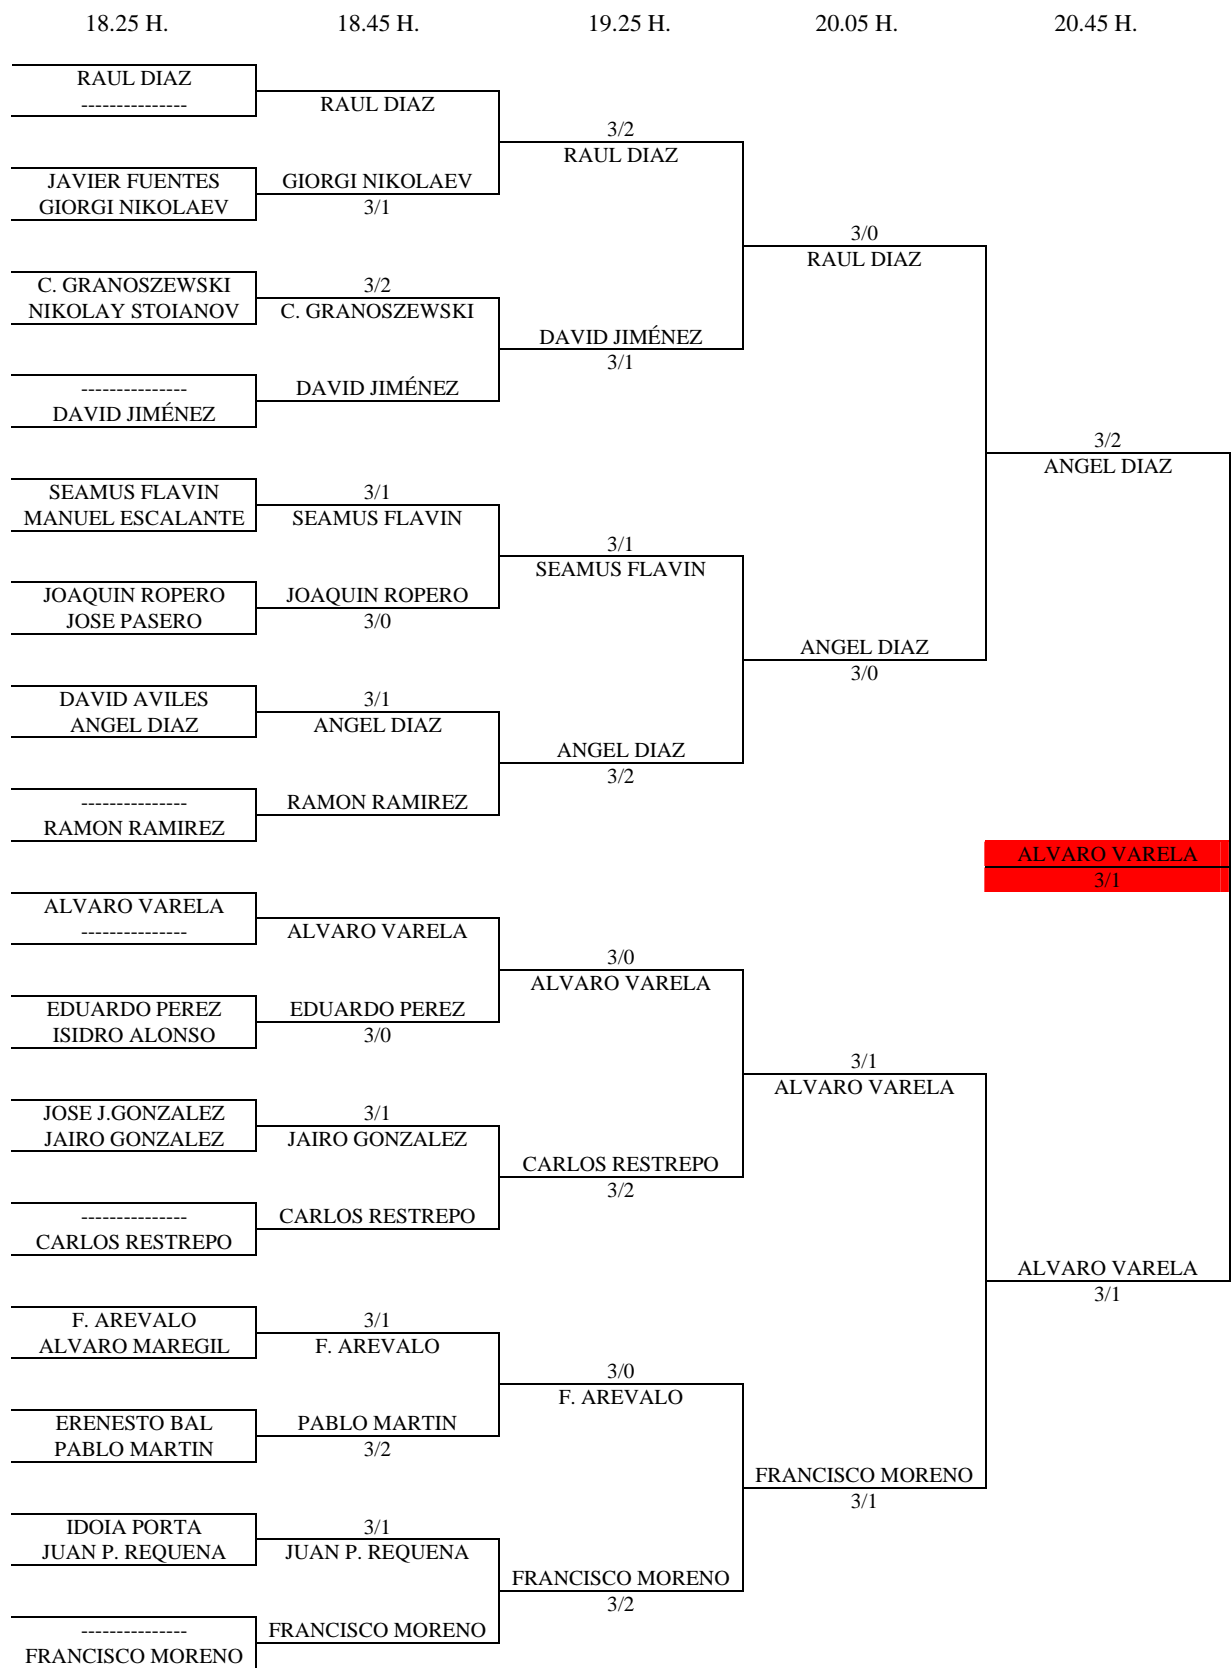 18.25 H.
18.45 H.
19.25 H.
20.05 H.
20.45 H.
RAUL DIAZ
---------------
JAVIER FUENTES
GIORGI NIKOLAEV
C. GRANOSZEWSKI
NIKOLAY STOIANOV
---------------
DAVID JIMÉNEZ
SEAMUS FLAVIN
MANUEL ESCALANTE
JOAQUIN ROPERO
JOSE PASERO
DAVID AVILES
ANGEL DIAZ
---------------
RAMON RAMIREZ
ALVARO VARELA
---------------
EDUARDO PEREZ
ISIDRO ALONSO
JOSE J.GONZALEZ
JAIRO GONZALEZ
---------------
CARLOS RESTREPO
F. AREVALO
ALVARO MAREGIL
ERENESTO BAL
PABLO MARTIN
IDOIA PORTA
JUAN P. REQUENA
---------------
FRANCISCO MORENO
RAUL DIAZ
GIORGI NIKOLAEV
3/1
3/2
C. GRANOSZEWSKI
DAVID JIMÉNEZ
3/1
SEAMUS FLAVIN
JOAQUIN ROPERO
3/0
3/1
ANGEL DIAZ
RAMON RAMIREZ
ALVARO VARELA
EDUARDO PEREZ
3/0
3/1
JAIRO GONZALEZ
CARLOS RESTREPO
3/1
F. AREVALO
PABLO MARTIN
3/2
3/1
JUAN P. REQUENA
FRANCISCO MORENO
3/2
RAUL DIAZ
DAVID JIMÉNEZ
3/1
3/1
SEAMUS FLAVIN
ANGEL DIAZ
3/2
3/0
ALVARO VARELA
CARLOS RESTREPO
3/2
3/0
F. AREVALO
FRANCISCO MORENO
3/2
3/0
RAUL DIAZ
ANGEL DIAZ
3/0
3/1
ALVARO VARELA
FRANCISCO MORENO
3/1
3/2
ANGEL DIAZ
ALVARO VARELA
3/1
ALVARO VARELA
3/1